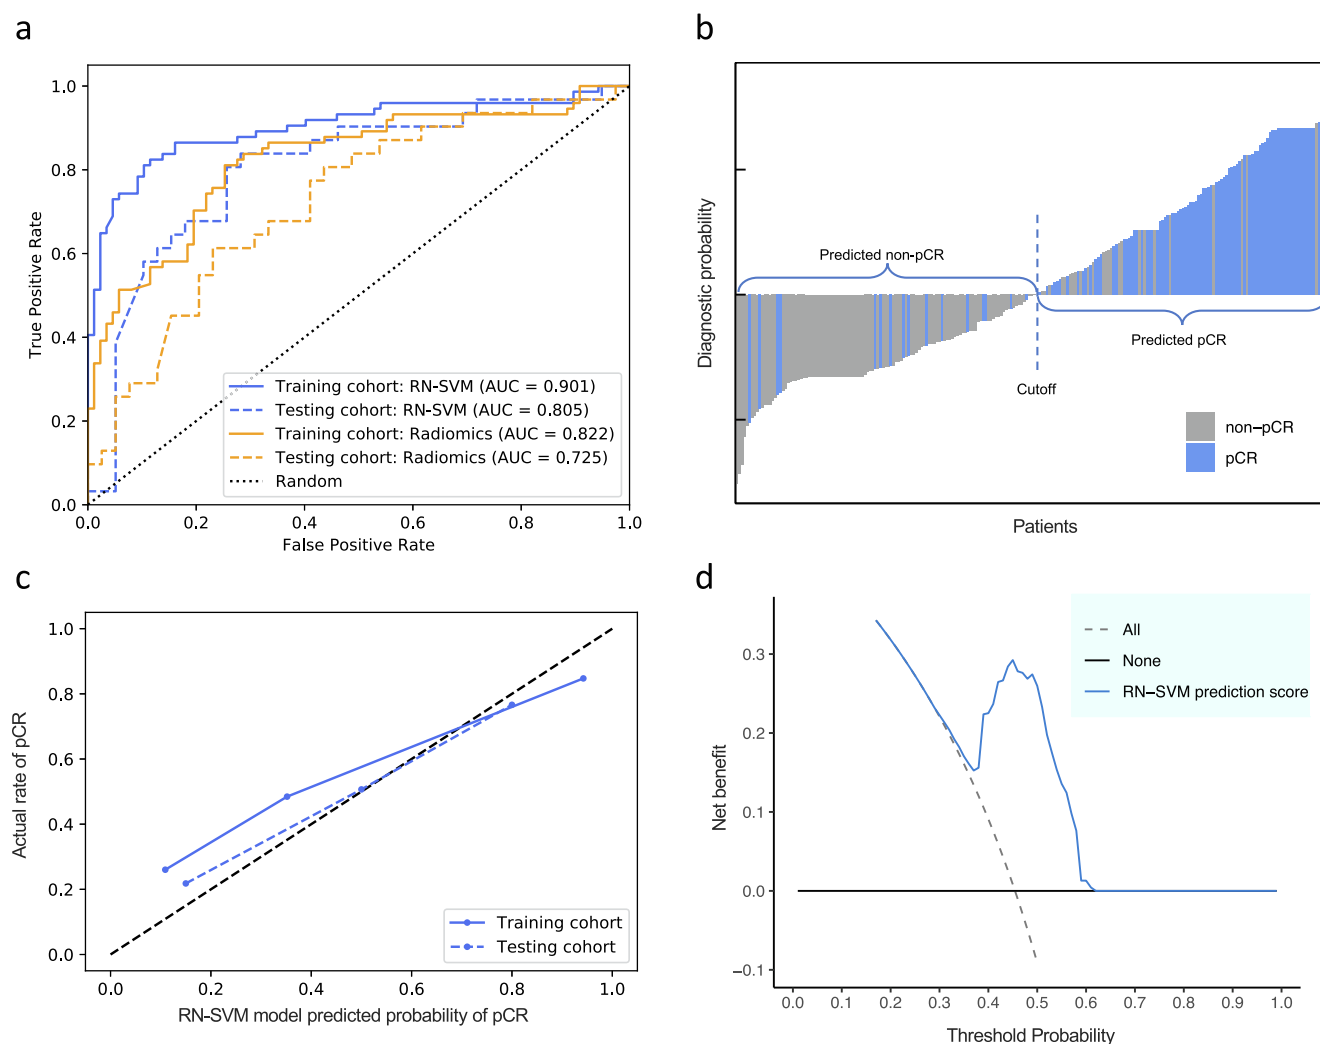 a
1.0
0.8
0.6
0.4
0.2
0.0
True Positive Rate
0.0
0.2
0.4
0.6
0.8
1.0
False Positive Rate
Training cohort: RN-SVM (AUC = 0.901)
Testing cohort: RN-SVM (AUC = 0.805)
Training cohort: Radiomics (AUC = 0.822)
Testing cohort: Radiomics (AUC = 0.725)
Random
b
Diagnostic probability
Predicted non-pCR
Predicted pCR
Cutoff
non–pCR
pCR
Patients
c
1.0
0.8
0.6
0.4
0.2
0.0
Actual rate of pCR
0.0
0.2
0.4
0.6
0.8
1.0
RN-SVM model predicted probability of pCR
Training cohort
Testing cohort
d
0.3
0.2
0.1
0.0
−0.1
Net benefit
0.0
0.1
0.2
0.3
0.4
0.5
0.6
0.7
0.8
0.9
1.0
Threshold Probability
All
None
RN–SVM prediction score